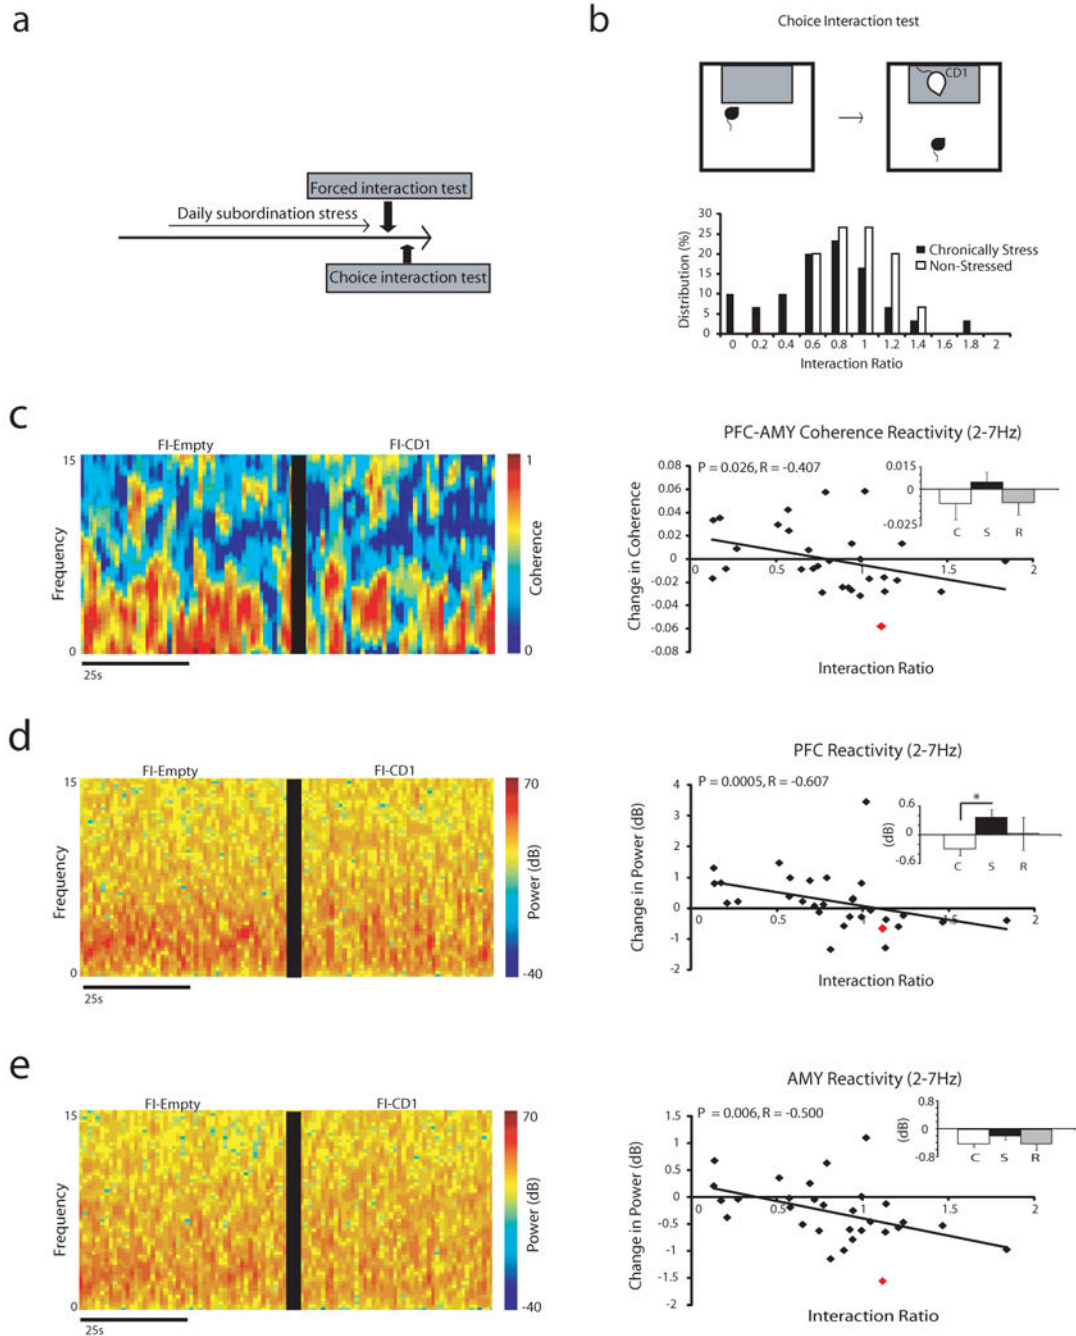 a
Forced interaction test
Daily subordination stress
Choice interaction test
b
Choice Interaction test
CD1
30
25
20
15
10
5
0
Distribution (%)
Chronically Stress
Non-Stressed
0 0.2 0.4 0.6 0.8 1 1.2 1.4 1.6 1.8 2
Interaction Ratio
c
FI-Empty FI-CD1
15
0
Frequency
25s
1
0
Coherence
PFC-AMY Coherence Reactivity (2-7Hz)
P = 0.026, R = -0.407
0.08
0.06
0.04
0.02
0
-0.02
-0.04
-0.06
-0.08
Change in Coherence
0.5 1 1.5 2
Interaction Ratio
0.015
0
-0.025
C S R
d
FI-Empty FI-CD1
15
0
Frequency
25s
70
-40
Power (dB)
PFC Reactivity (2-7Hz)
P = 0.0005, R = -0.607
4
3
2
1
0
-1
-2
Change in Power (dB)
0 0.5 1 1.5 2
Interaction Ratio
*
0.6
0
-0.6
(dB)
C S R
e
FI-Empty FI-CD1
15
0
Frequency
25s
70
-40
Power (dB)
AMY Reactivity (2-7Hz)
P = 0.006, R = -0.500
1.5
1
0.5
0
-0.5
-1
-1.5
-2
Change in Power (dB)
0 0.5 1 1.5 2
Interaction Ratio
0.8
0
-0.8
(dB)
C S R